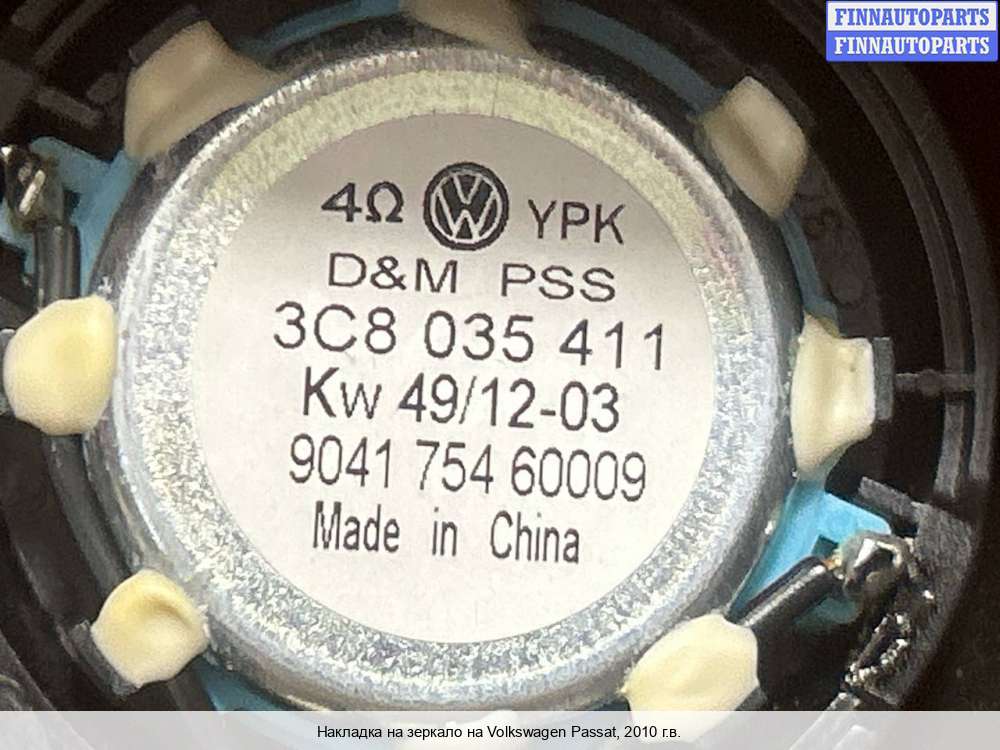 FINNAUTOPARTS
FINNAUTOPARTS
4Ω VW YPK
D&M PSS
3C8 035 411
Kw 49/12-03
9041 754 60009
Made in China
Накладка на зеркало на Volkswagen Passat, 2010 г.в.